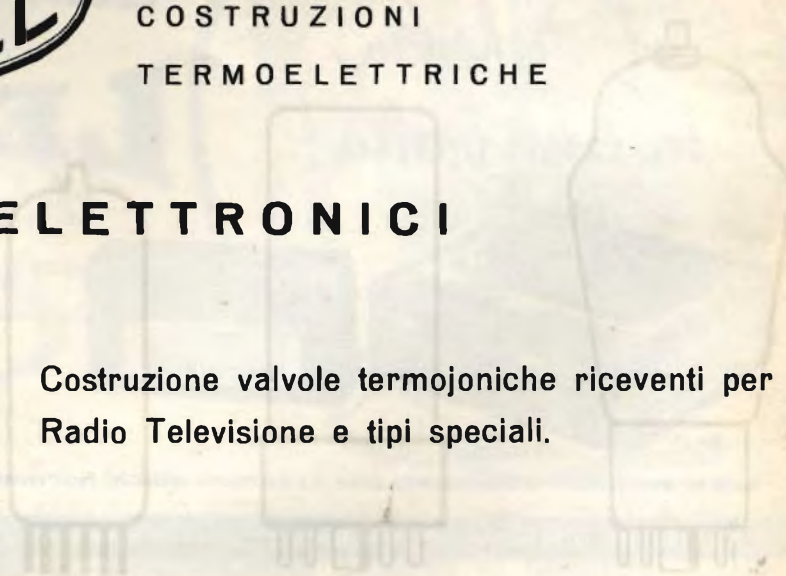 COSTRUZIONI
TERMOELETTRICHE
ELETTRONICI
Costruzione valvole termojoniche riceventi per
Radio Televisione e tipi speciali.